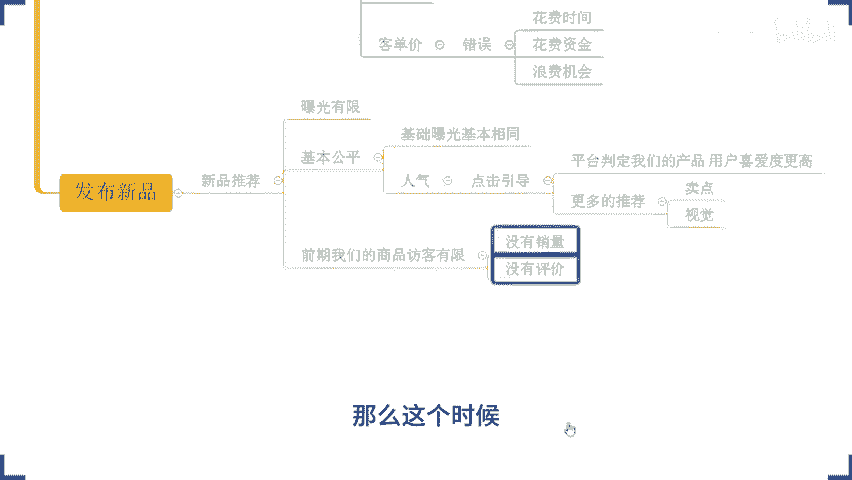 花费时间
客单价
错误
花费资金
浪费机会
曝光有限
基础曝光基本相同
基本公平
平台判定我们的产品 用户喜爱度更高
发布新品
新品推荐
人气
点击引导
卖点
更多的推荐
视觉
没有销量
前期我们的商品访客有限
没有评价
那么这个时候